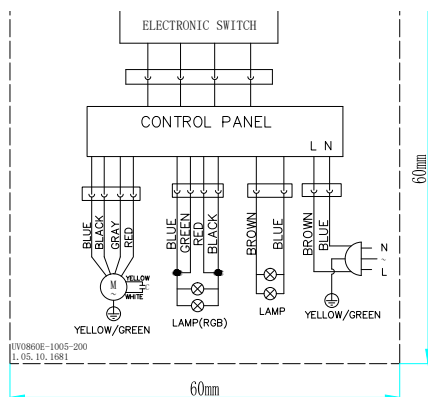 ELECTRONIC SWITCH
CONTROL PANEL
L N
BLUE
BLACK
GRAY
RED
BLUE
GREEN
RED
BLACK
BROWN
BLUE
BROWN
BLUE
N
~
L
M
~
YELLOW
WHITE
YELLOW/GREEN
LAMP(RGB)
LAMP
YELLOW/GREEN
UV0860E-1005-200
1.05.10.1681
60mm
60mm